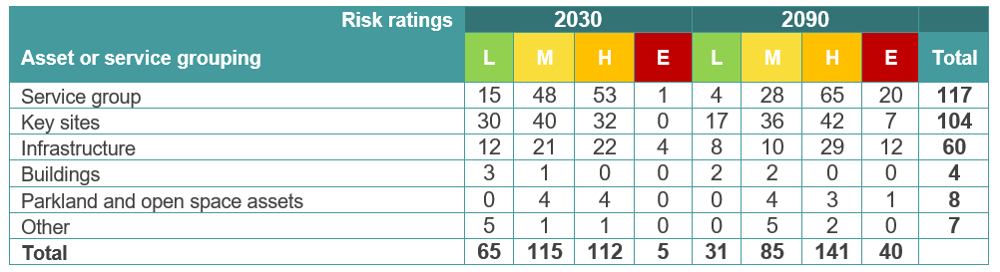 Risk ratings 2030 2090
Asset or service grouping L M H E L M H E Total
Service group 15 48 53 1 4 28 65 20 117
Key sites 30 40 32 0 17 36 42 7 104
Infrastructure 12 21 22 4 8 10 29 12 60
Buildings 3 1 0 0 2 2 0 0 4
Parkland and open space assets 0 4 4 0 0 4 3 1 8
Other 5 1 1 0 0 5 2 0 7
Total 65 115 112 5 31 85 141 40